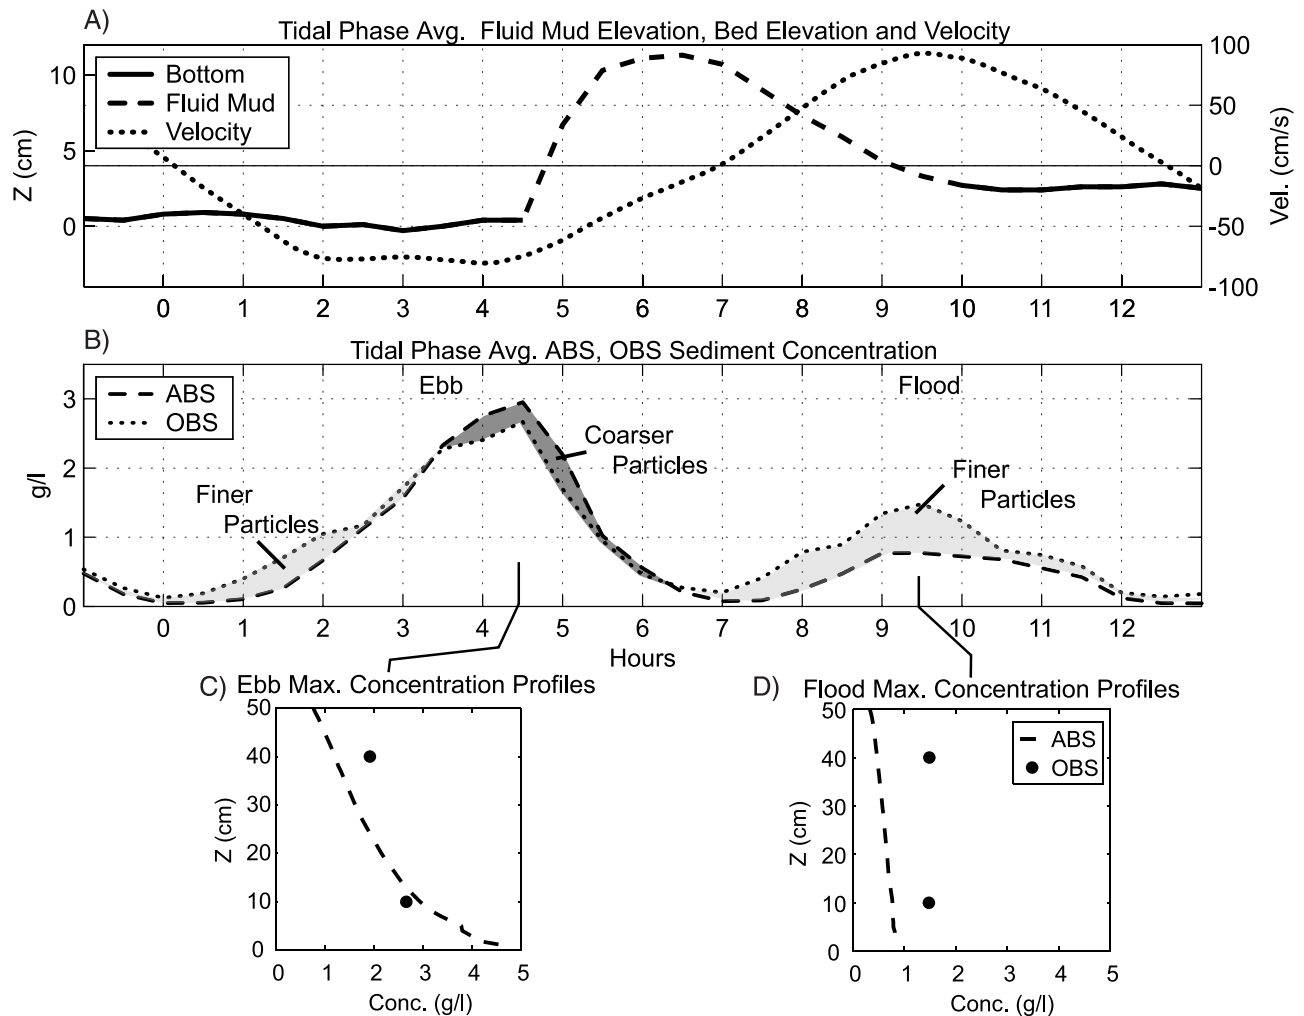 A)
Tidal Phase Avg. Fluid Mud Elevation, Bed Elevation and Velocity
Bottom
Fluid Mud
Velocity
10
5
0
Z (cm)
100
50
0
-50
-100
Vel. (cm/s)
0 1 2 3 4 5 6 7 8 9 10 11 12
B)
Tidal Phase Avg. ABS, OBS Sediment Concentration
ABS
OBS
Ebb
Flood
Finer
Particles
Coarser
Particles
Finer
Particles
3
2
1
0
g/l
0 1 2 3 4 5 6 7 8 9 10 11 12
Hours
C) Ebb Max. Concentration Profiles
50
40
30
20
10
0
Z (cm)
0 1 2 3 4 5
Conc. (g/l)
D) Flood Max. Concentration Profiles
ABS
OBS
50
40
30
20
10
0
Z (cm)
0 1 2 3 4 5
Conc. (g/l)